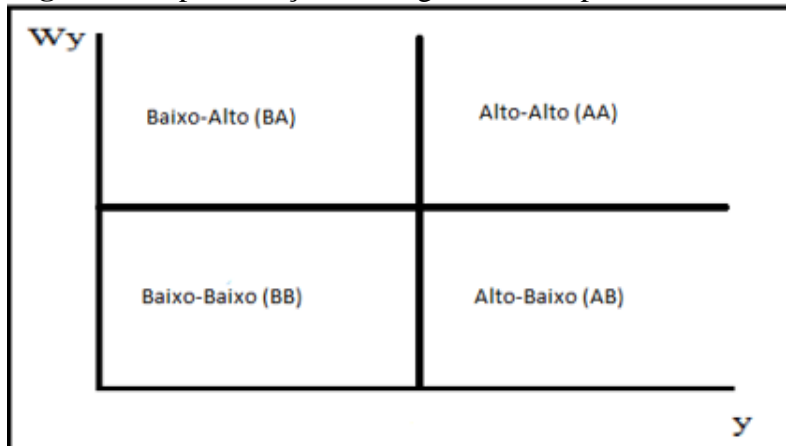 Wy
Baixo-Alto (BA)
Alto-Alto (AA)
Baixo-Baixo (BB)
Alto-Baixo (AB)
y